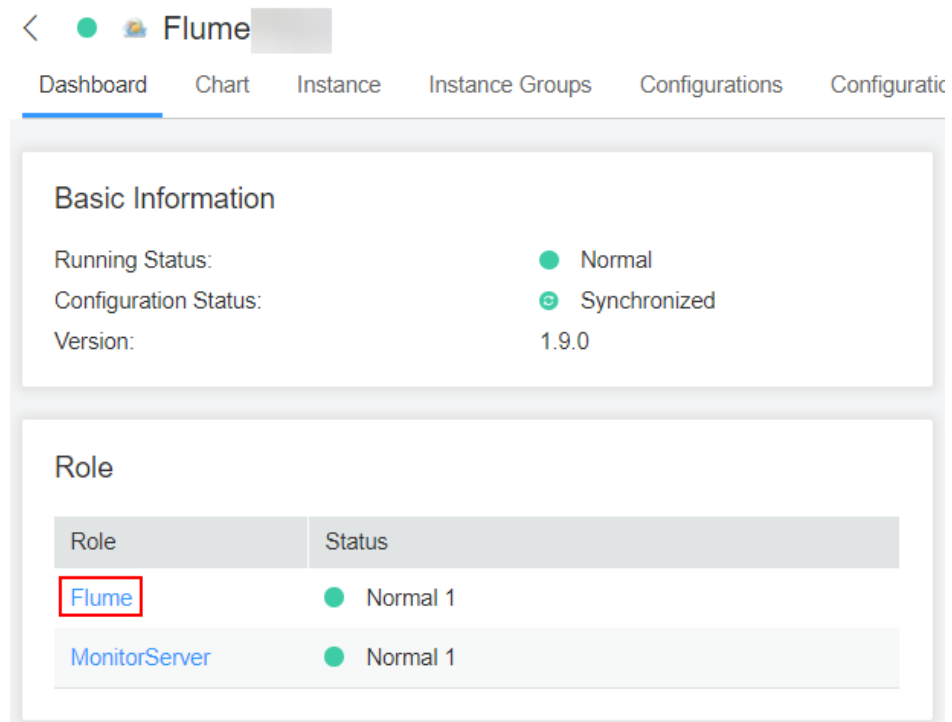 Flume
Dashboard Chart Instance Instance Groups Configurations
Basic Information
Running Status: Normal
Configuration Status: Synchronized
Version: 1.9.0
Role
Role Status
Flume Normal 1
MonitorServer Normal 1